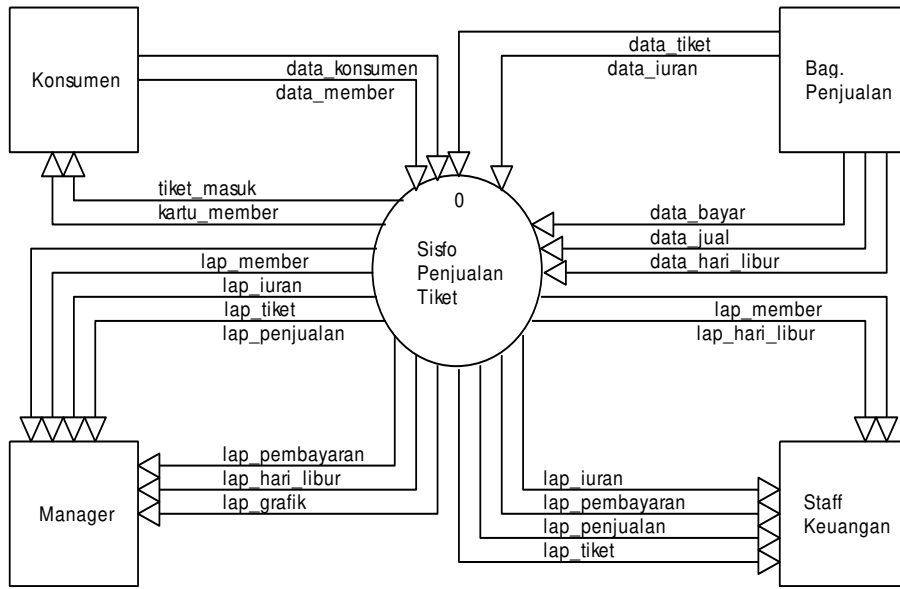 Konsumen
data_konsumen
data_member
data_tiket
data_iuran
Bag.
Penjualan
tiket_masuk
kartu_member
0
Sisfo
Penjualan
Tiket
data_bayar
data_jual
data_hari_libur
lap_member
lap_iuran
lap_tiket
lap_penjualan
lap_member
lap_hari_libur
lap_pembayaran
lap_hari_libur
lap_grafik
Manager
lap_iuran
lap_pembayaran
lap_penjualan
lap_tiket
Staff
Keuangan